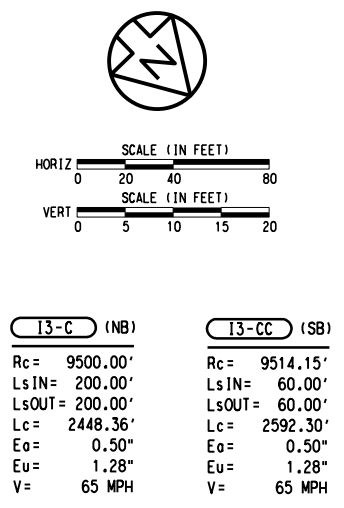 N
SCALE (IN FEET)
HORIZ
0 20 40 80
SCALE (IN FEET)
VERT
0 5 10 15 20
I3-C (NB)
Rc= 9500.00'
LsIN= 200.00'
LsOUT= 200.00'
Lc= 2448.36'
Ea= 0.50"
Eu= 1.28"
V= 65 MPH
I3-CC (SB)
Rc= 9514.15'
LsIN= 60.00'
LsOUT= 60.00'
Lc= 2592.30'
Ea= 0.50"
Eu= 1.28"
V= 65 MPH